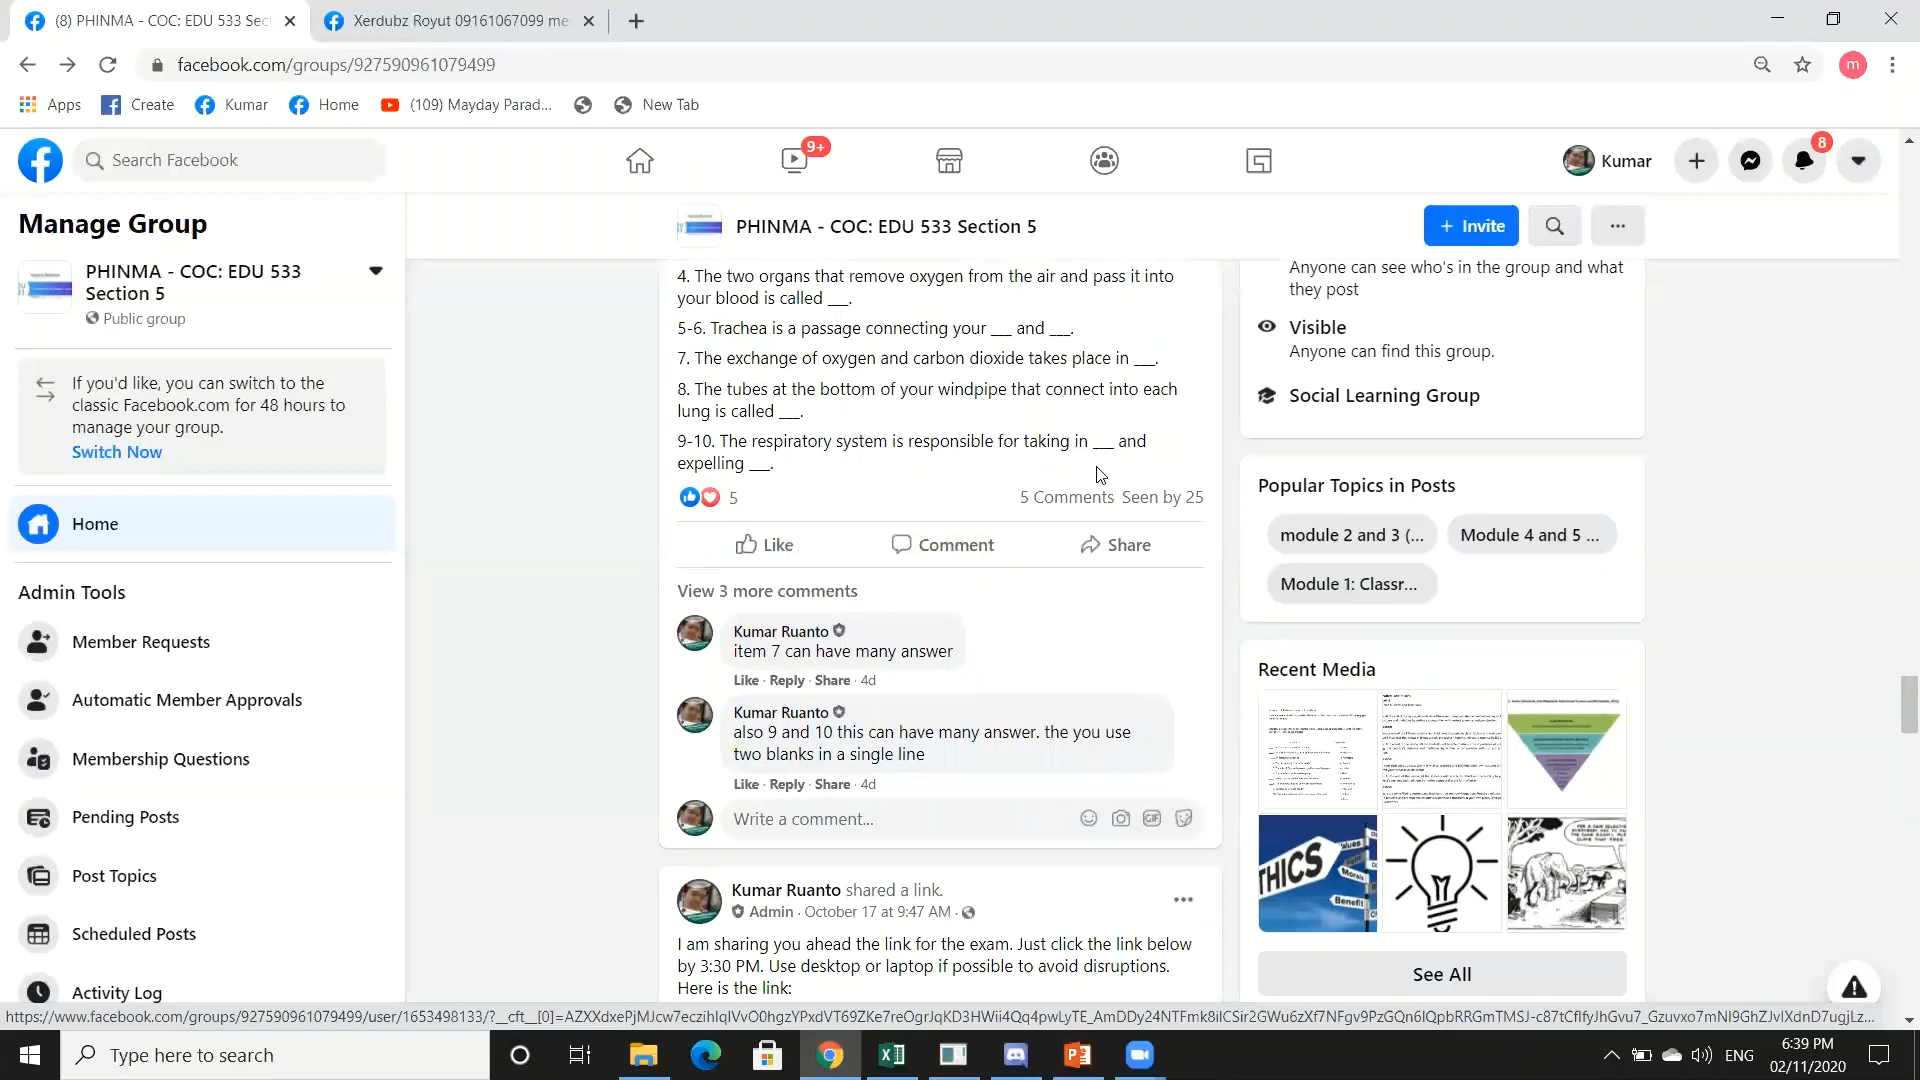 (8) PHINMA - COC: EDU 533 Sec
Xerdubz Royut 09161067099 me
facebook.com/groups/927590961079499
m
Apps
Create
Kumar
Home
(109) Mayday Parad...
New Tab
Search Facebook
9+
Kumar
8
Manage Group
PHINMA - COC: EDU 533
Section 5
Public group
If you'd like, you can switch to the
classic Facebook.com for 48 hours to
manage your group.
Switch Now
Home
Admin Tools
Member Requests
Automatic Member Approvals
Membership Questions
Pending Posts
Post Topics
Scheduled Posts
Activity Log
PHINMA - COC: EDU 533 Section 5
+ Invite
4. The two organs that remove oxygen from the air and pass it into
your blood is called ___.
5-6. Trachea is a passage connecting your ___ and ___.
7. The exchange of oxygen and carbon dioxide takes place in ___.
8. The tubes at the bottom of your windpipe that connect into each
lung is called ___.
9-10. The respiratory system is responsible for taking in ___ and
expelling ___.
5
5 Comments Seen by 25
Like
Comment
Share
View 3 more comments
Kumar Ruanto
item 7 can have many answer
Like · Reply · Share · 4d
Kumar Ruanto
also 9 and 10 this can have many answer. the you use
two blanks in a single line
Like · Reply · Share · 4d
Write a comment...
GIF
Kumar Ruanto shared a link.
Admin · October 17 at 9:47 AM ·
I am sharing you ahead the link for the exam. Just click the link below
by 3:30 PM. Use desktop or laptop if possible to avoid disruptions.
Here is the link:
Anyone can see who's in the group and what
they post
Visible
Anyone can find this group.
Social Learning Group
Popular Topics in Posts
module 2 and 3 (...
Module 4 and 5 ...
Module 1: Classr...
Recent Media
THICS
Values
Morals
Benefit
See All
Type here to search
ENG
6:39 PM
02/11/2020